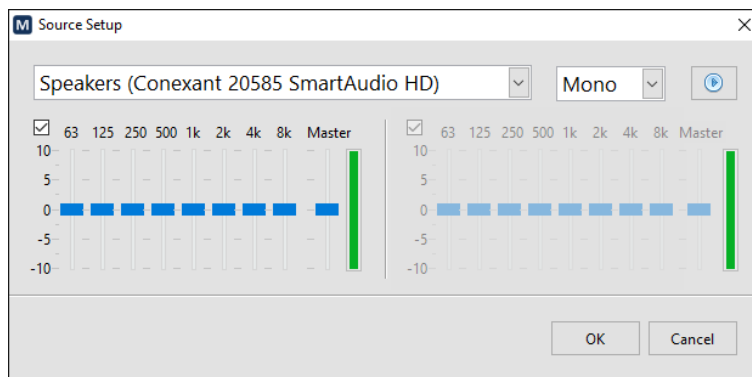 M Source Setup
Speakers (Conexant 20585 SmartAudio HD) Mono
63 125 250 500 1k 2k 4k 8k Master 63 125 250 500 1k 2k 4k 8k Master
10 10
5 5
0 0
-5 -5
-10 -10
OK Cancel